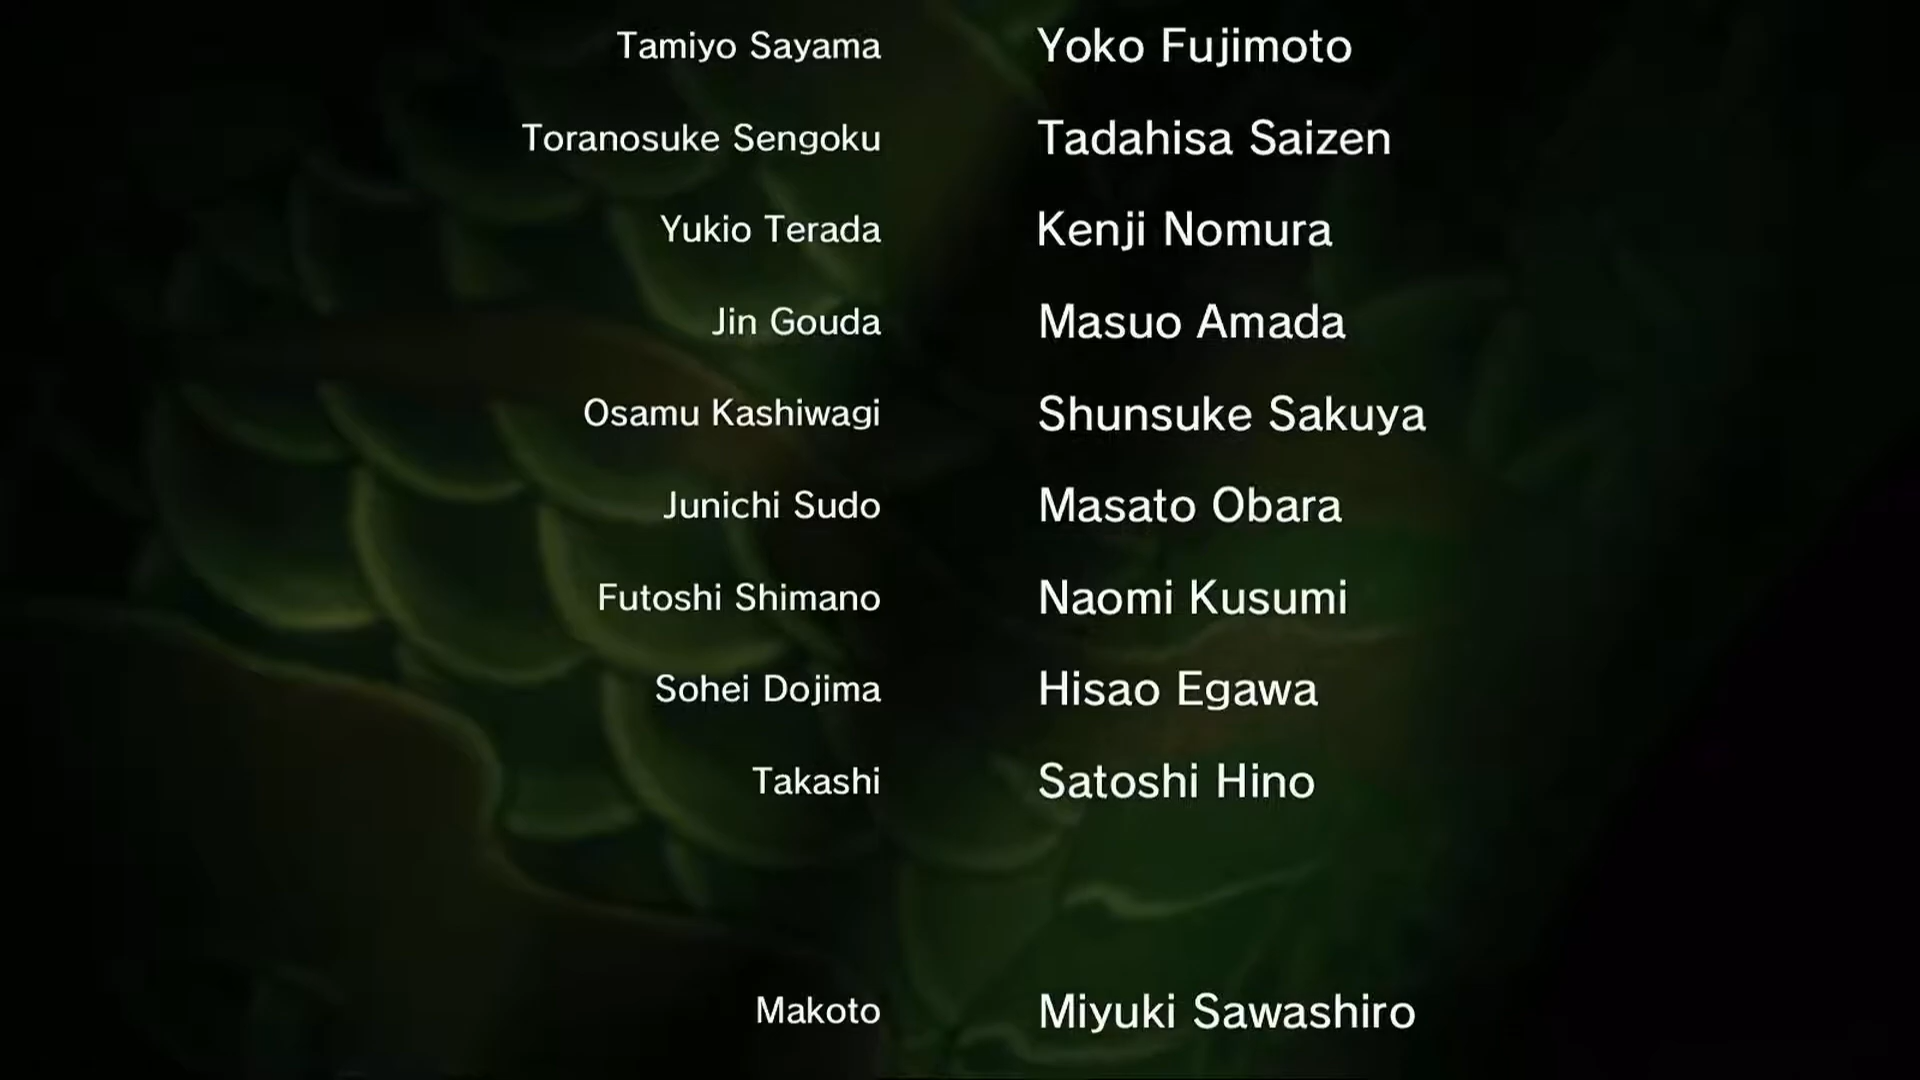 Tamiyo Sayama Yoko Fujimoto
Toranosuke Sengoku Tadahisa Saizen
Yukio Terada Kenji Nomura
Jin Gouda Masuo Amada
Osamu Kashiwagi Shunsuke Sakuya
Junichi Sudo Masato Obara
Futoshi Shimano Naomi Kusumi
Sohei Dojima Hisao Egawa
Takashi Satoshi Hino
Makoto Miyuki Sawashiro